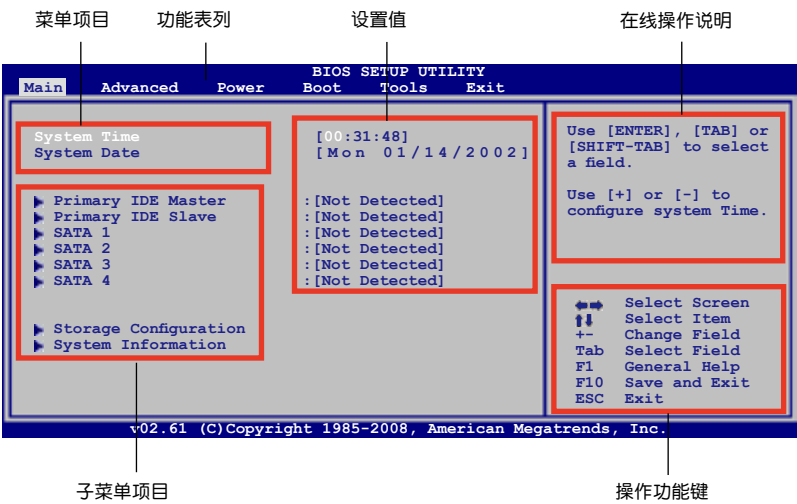 菜单项目 功能表列 设置值 在线操作说明
BIOS SETUP UTILITY
Main Advanced Power Boot Tools Exit
System Time [00:31:48]
System Date [Mon 01/14/2002]
Primary IDE Master :[Not Detected]
Primary IDE Slave :[Not Detected]
SATA 1 :[Not Detected]
SATA 2 :[Not Detected]
SATA 3 :[Not Detected]
SATA 4 :[Not Detected]
Storage Configuration
System Information
Use [ENTER], [TAB] or
[SHIFT-TAB] to select
a field.
Use [+] or [-] to
configure system Time.
Select Screen
Select Item
+- Change Field
Tab Select Field
F1 General Help
F10 Save and Exit
ESC Exit
v02.61 (C)Copyright 1985-2008, American Megatrends, Inc.
子菜单项目 操作功能键